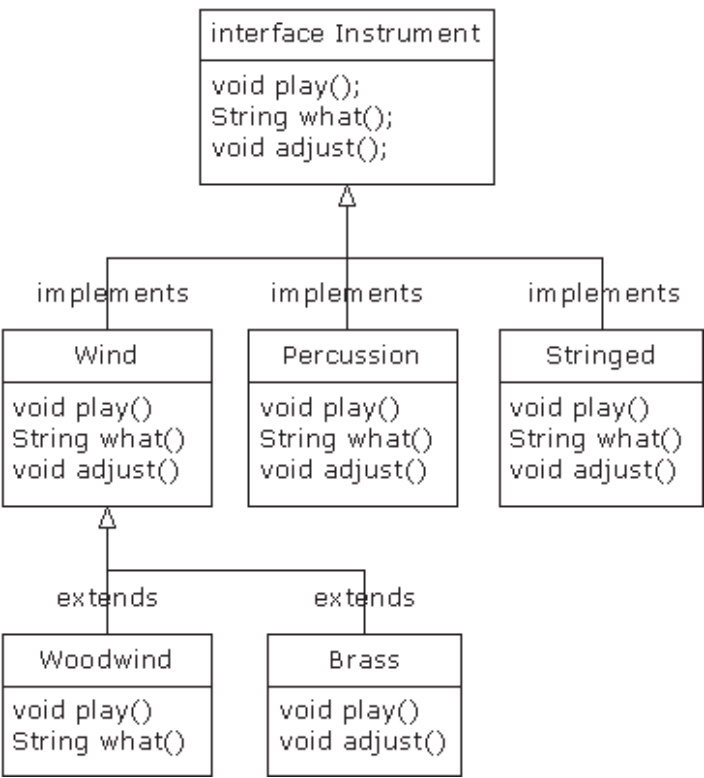 interface Instrument
void play();
String what();
void adjust();
implements
implements
implements
Wind
void play()
String what()
void adjust()
Percussion
void play()
String what()
void adjust()
Stringed
void play()
String what()
void adjust()
extends
extends
Woodwind
void play()
String what()
Brass
void play()
void adjust()